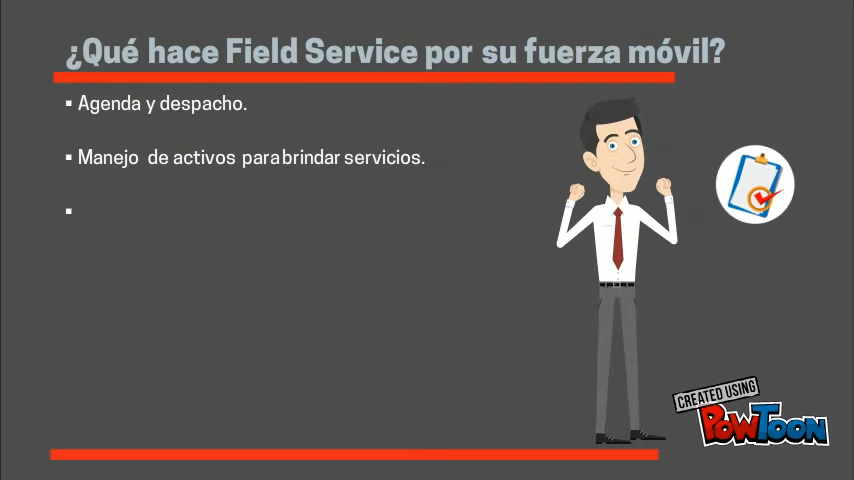 ¿Qué hace Field Service por su fuerza móvil?
▪ Agenda y despacho.
▪ Manejo de activos para brindar servicios.
▪
CREATED USING
POWTOON